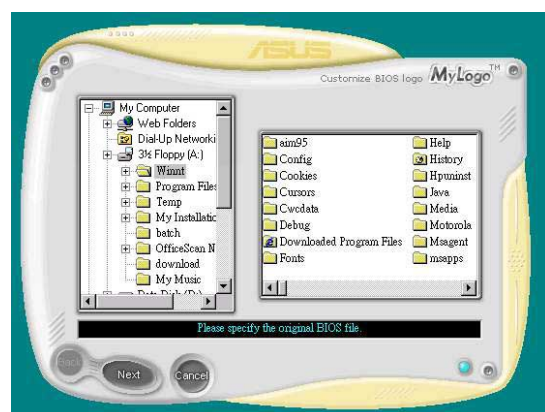 ASUS
Customize BIOS logo MyLogo™
My Computer
Web Folders
Dial-Up Networki
3½ Floppy (A:)
Winnt
Program Files
Temp
My Installatic
batch
OfficeScan N
download
My Music
aim95
Config
Cookies
Cursors
Cwcdata
Debug
Downloaded Program Files
Fonts
Help
History
Hpuninst
Java
Media
Motorola
Msagent
msapps
Please specify the original BIOS file.
Back
Next
Cancel